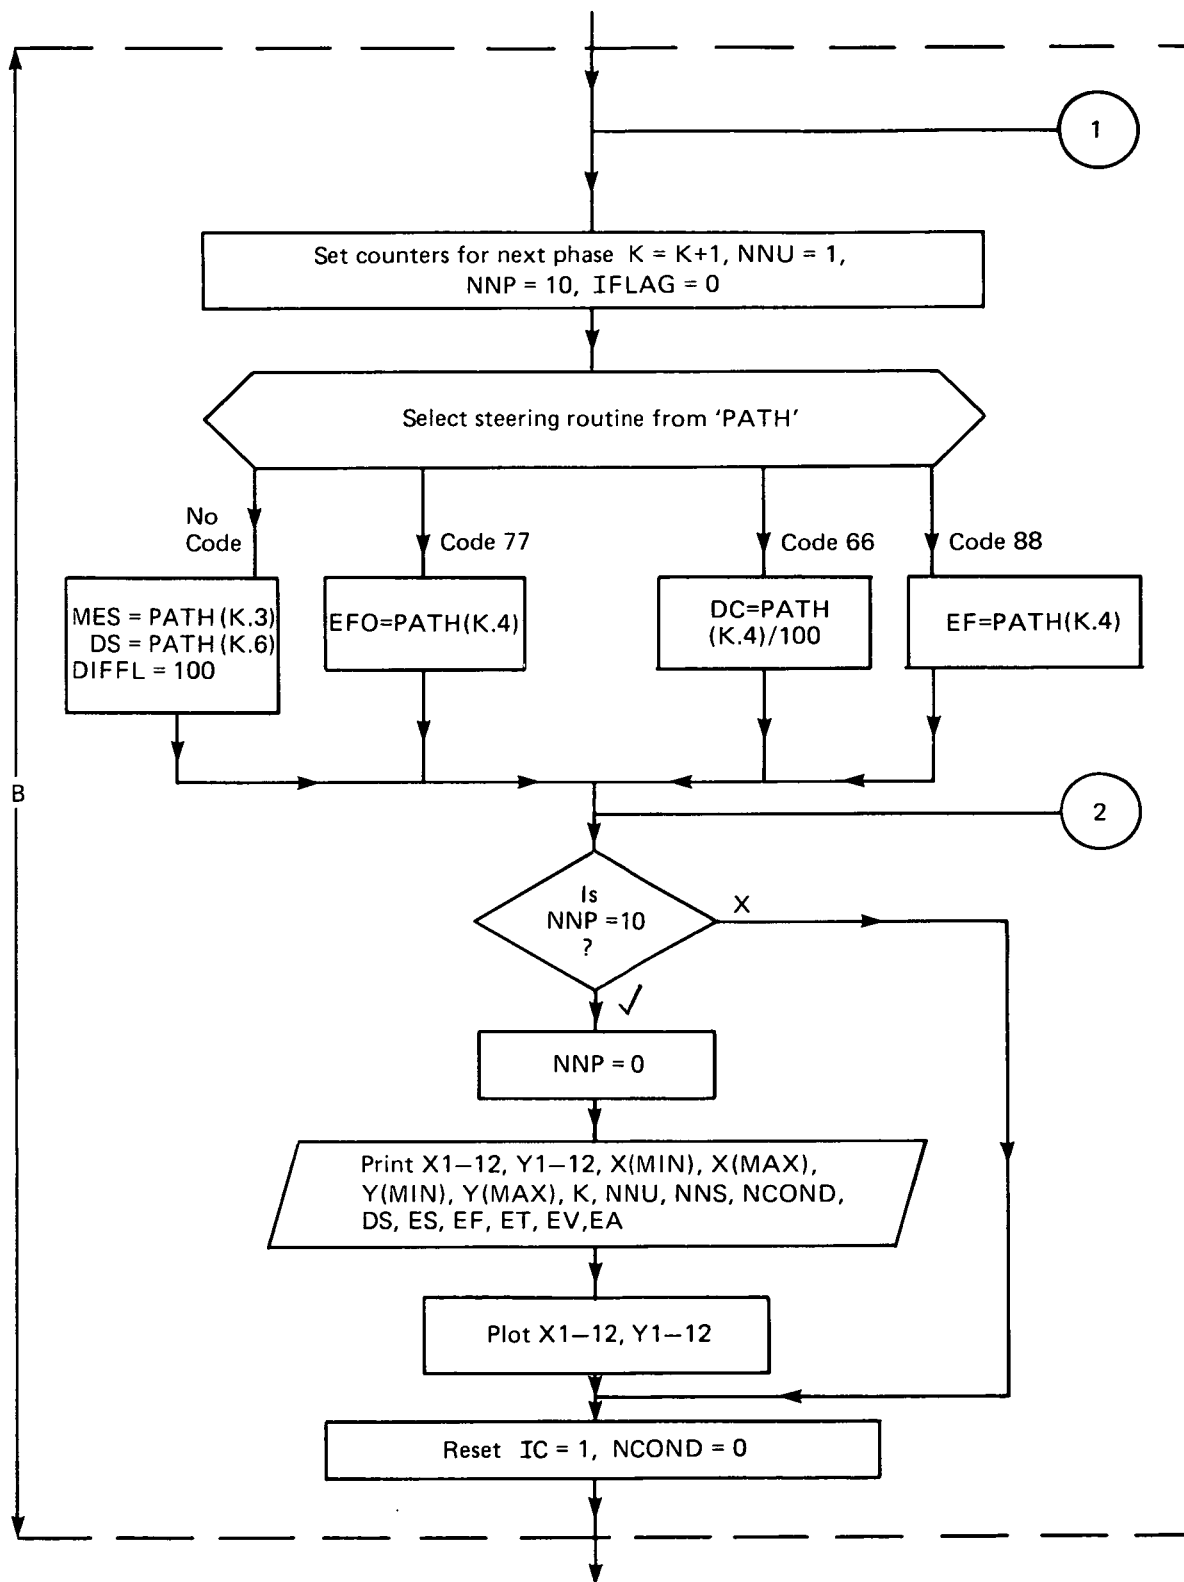 1
Set counters for next phase K = K+1, NNU = 1,
NNP = 10, IFLAG = 0
Select steering routine from 'PATH'
No
Code
Code 77
Code 66
Code 88
MES = PATH (K.3)
DS = PATH (K.6)
DIFFL = 100
EFO=PATH(K.4)
DC=PATH
(K.4)/100
EF=PATH(K.4)
B
2
Is
NNP =10
?
X
✓
NNP = 0
Print X1–12, Y1–12, X(MIN), X(MAX),
Y(MIN), Y(MAX), K, NNU, NNS, NCOND,
DS, ES, EF, ET, EV,EA
Plot X1–12, Y1–12
Reset IC = 1, NCOND = 0